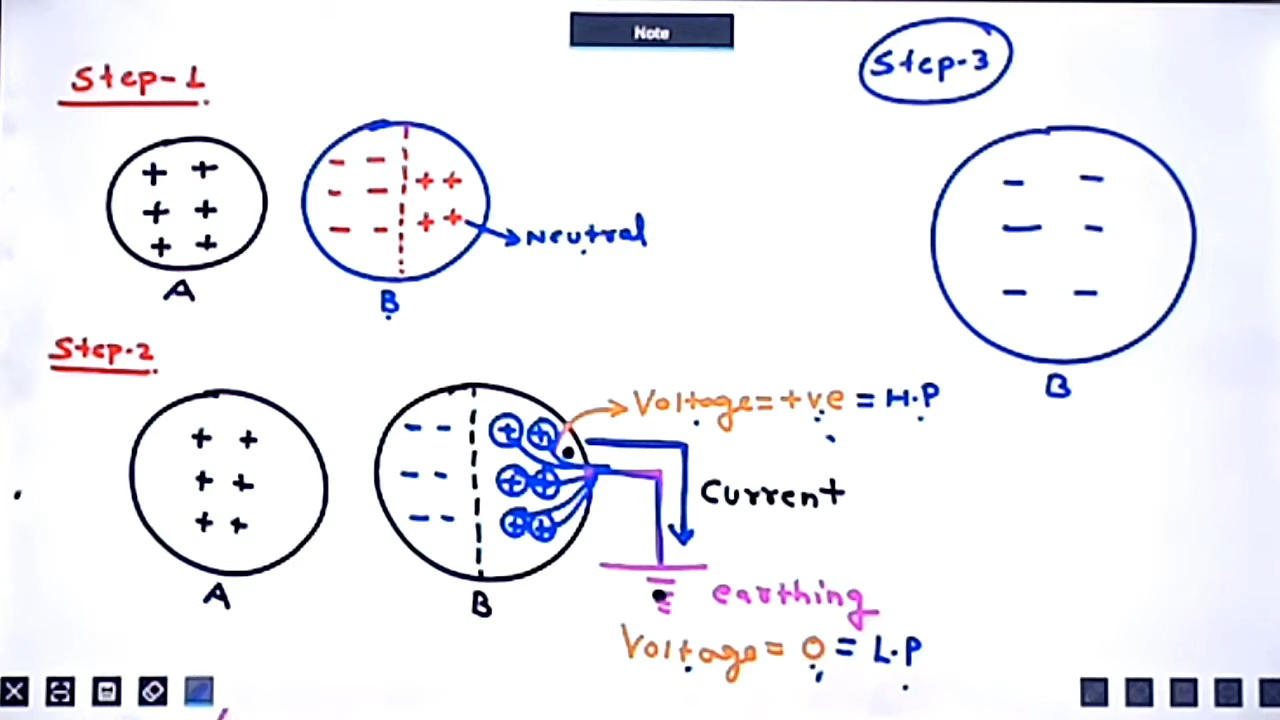 Note
Step-1
Step-3
+ +
+ +
+ +
- -
- -
- -
+ +
+ +
Neutral
A
B
- -
- -
- -
B
Step-2
+ +
+ +
+ +
- -
- -
- -
+ +
+ +
+ +
Voltage = +ve = H.P
Current
A
B
earthing
Voltage = 0 = L.P